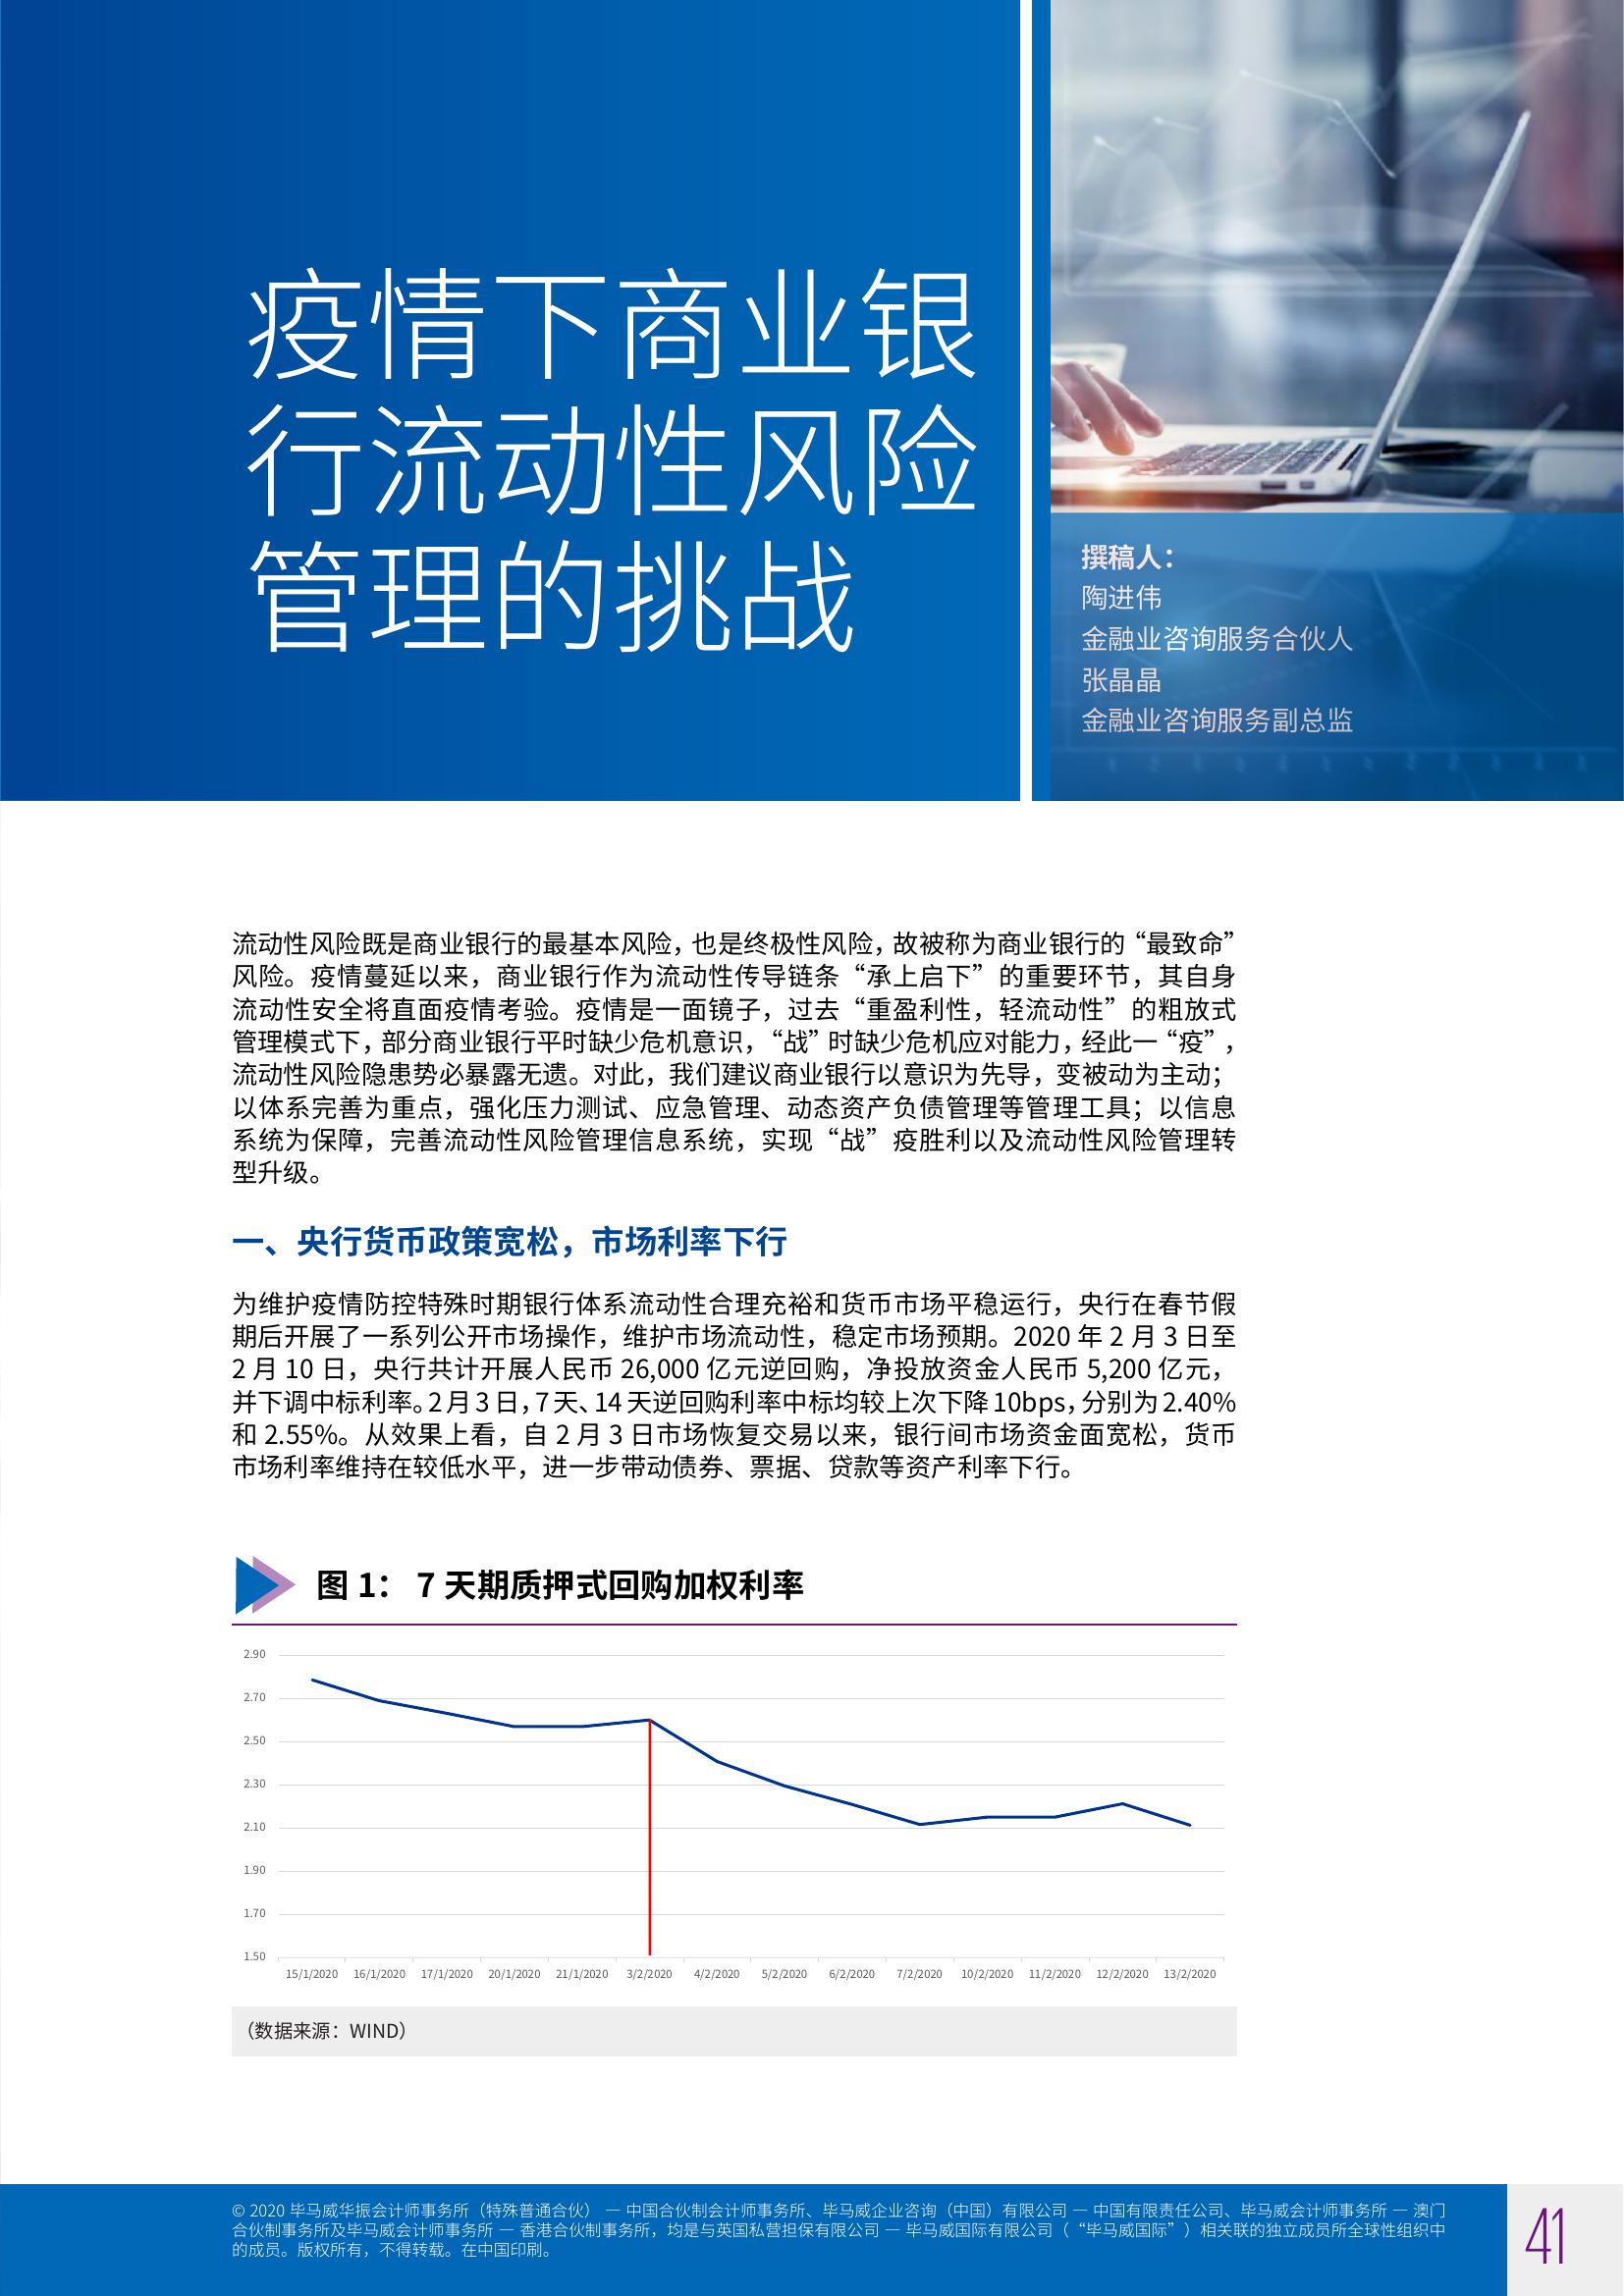 疫情下商业银
行流动性风险
管理的挑战
撰稿人：
陶进伟
金融业咨询服务合伙人
张晶晶
金融业咨询服务副总监
流动性风险既是商业银行的最基本风险，也是终极性风险，故被称为商业银行的“最致命”
风险。疫情蔓延以来，商业银行作为流动性传导链条“承上启下”的重要环节，其自身
流动性安全将直面疫情考验。疫情是一面镜子，过去“重盈利性，轻流动性”的粗放式
管理模式下，部分商业银行平时缺少危机意识，“战”时缺少危机应对能力，经此一“疫”，
流动性风险隐患势必暴露无遗。对此，我们建议商业银行以意识为先导，变被动为主动；
以体系完善为重点，强化压力测试、应急管理、动态资产负债管理等管理工具；以信息
系统为保障，完善流动性风险管理信息系统，实现“战”疫胜利以及流动性风险管理转
型升级。
一、央行货币政策宽松，市场利率下行
为维护疫情防控特殊时期银行体系流动性合理充裕和货币市场平稳运行，央行在春节假
期后开展了一系列公开市场操作，维护市场流动性，稳定市场预期。2020 年 2 月 3 日至
2 月 10 日，央行共计开展人民币 26,000 亿元逆回购，净投放资金人民币 5,200 亿元，
并下调中标利率。2 月 3 日，7 天、14 天逆回购利率中标均较上次下降 10bps，分别为 2.40%
和 2.55%。从效果上看，自 2 月 3 日市场恢复交易以来，银行间市场资金面宽松，货币
市场利率维持在较低水平，进一步带动债券、票据、贷款等资产利率下行。
图 1： 7 天期质押式回购加权利率
2.90
2.70
2.50
2.30
2.10
1.90
1.70
1.50
15/1/2020 16/1/2020 17/1/2020 20/1/2020 21/1/2020 3/2/2020 4/2/2020 5/2/2020 6/2/2020 7/2/2020 10/2/2020 11/2/2020 12/2/2020 13/2/2020
（数据来源：WIND）
© 2020 毕马威华振会计师事务所（特殊普通合伙） — 中国合伙制会计师事务所、毕马威企业咨询（中国）有限公司 — 中国有限责任公司、毕马威会计师事务所 — 澳门
合伙制事务所及毕马威会计师事务所 — 香港合伙制事务所，均是与英国私营担保有限公司 — 毕马威国际有限公司（“毕马威国际”）相关联的独立成员所全球性组织中
的成员。版权所有，不得转载。在中国印刷。
41